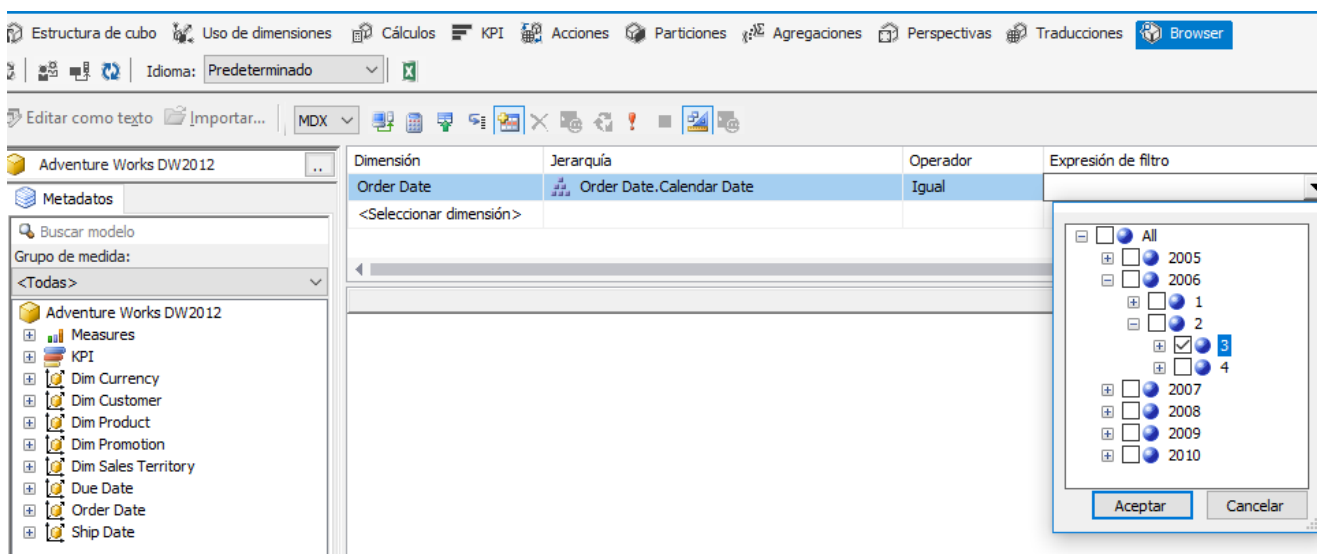 Estructura de cubo Uso de dimensiones Cálculos KPI Acciones Particiones Agregaciones Perspectivas Traducciones Browser
Idioma: Predeterminado
Editar como texto Importar... MDX
Adventure Works DW2012 ..
Metadatos
Buscar modelo
Grupo de medida:
<Todas>
Adventure Works DW2012
Measures
KPI
Dim Currency
Dim Customer
Dim Product
Dim Promotion
Dim Sales Territory
Due Date
Order Date
Ship Date
Dimensión Jerarquía Operador Expresión de filtro
Order Date Order Date.Calendar Date Igual
<Seleccionar dimensión>
All
2005
2006
1
2
3
4
2007
2008
2009
2010
Aceptar Cancelar